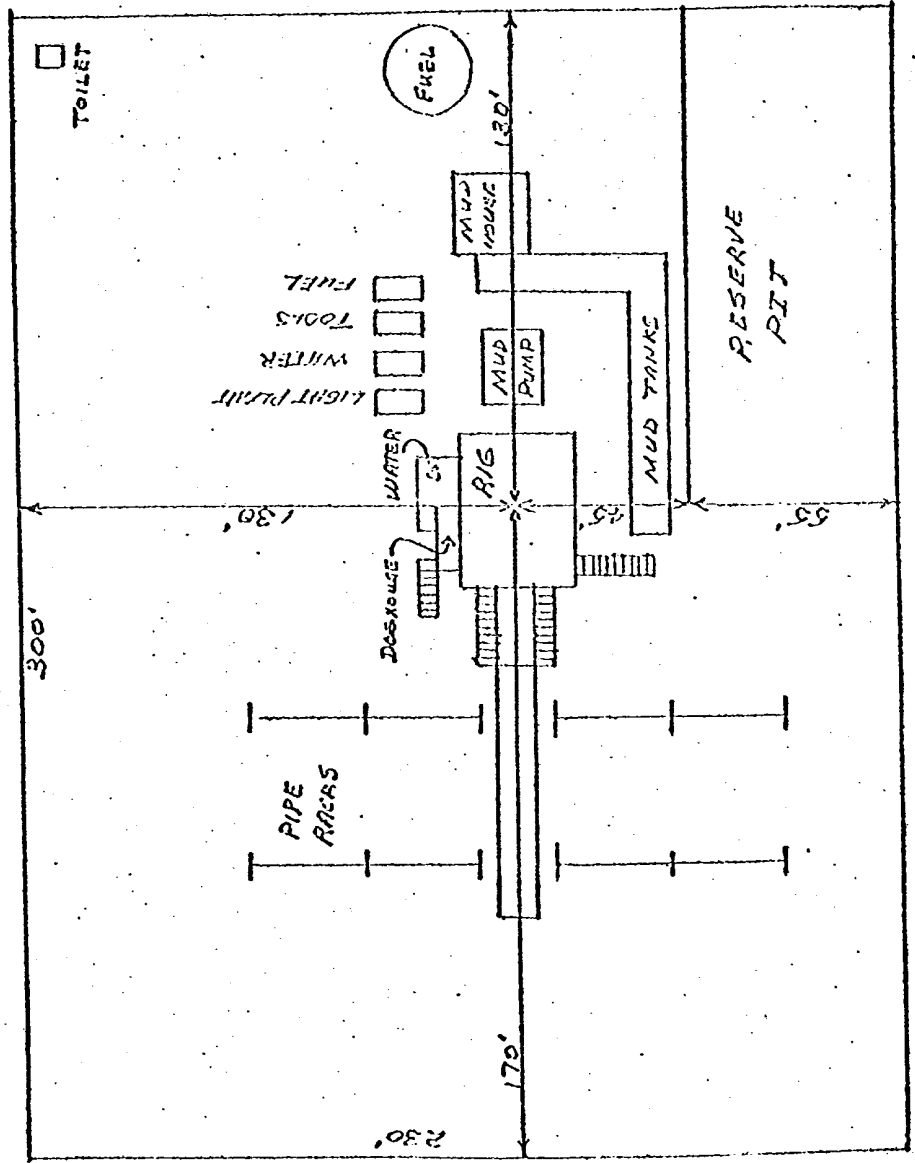 TOILET
FUEL
130'
MUD
HOUSE
FUEL
TOOLS
WATER
LIGHT PLANT
MUD
PUMP
RESERVE
PIT
MUD TANKS
WATER
RIG
DOGHOUSE
130'
55'
300'
PIPE
RACKS
170'
230'